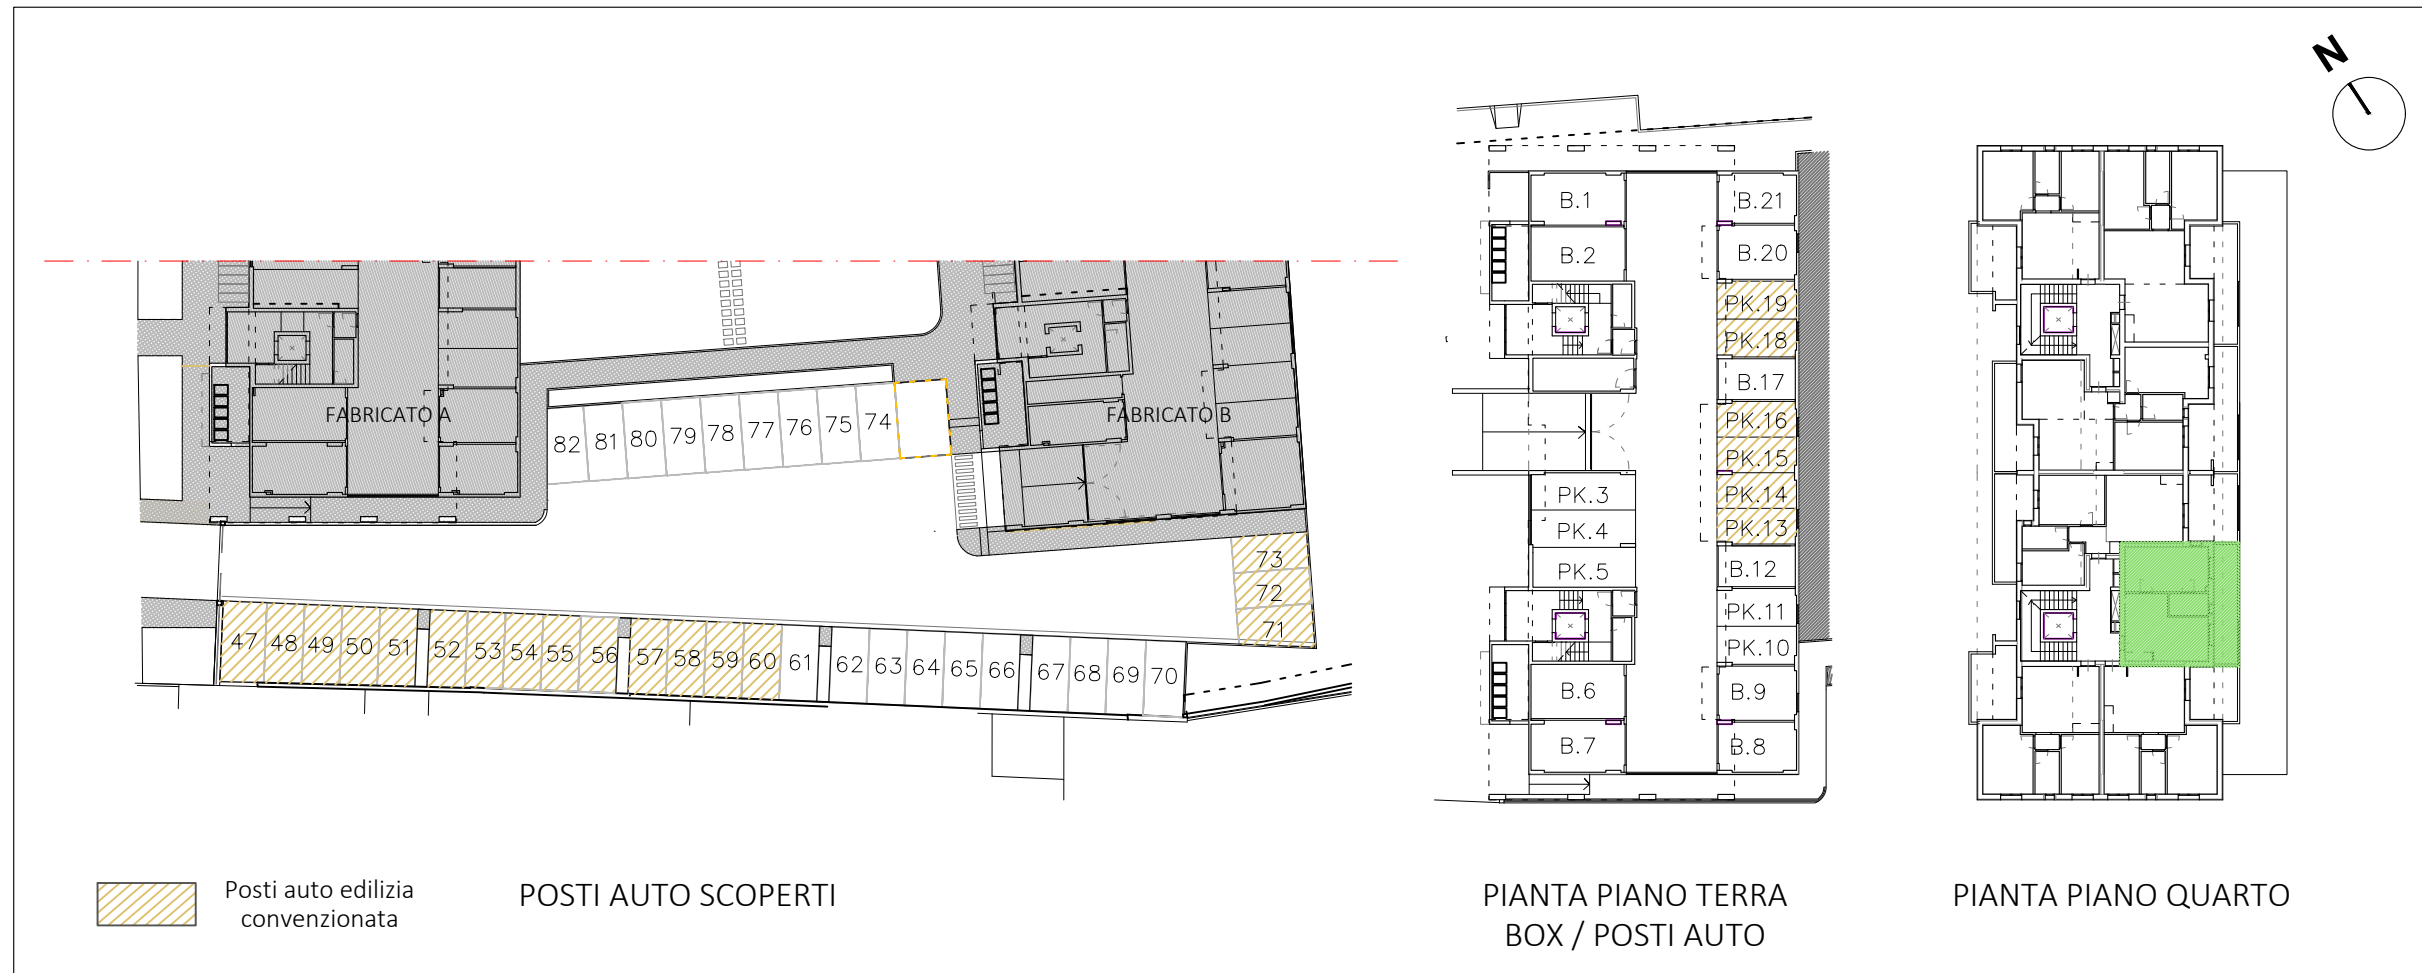 N
B.1
B.21
B.2
B.20
PK.19
PK.18
B.17
FABRICATO A
FABRICATO B
PK.16
82 81 80 79 78 77 76 75 74
PK.15
PK.3
PK.14
PK.4
PK.13
73
PK.5
B.12
72
PK.11
71
PK.10
47 48 49 50 51 52 53 54 55 56 57 58 59 60 61 62 63 64 65 66 67 68 69 70
B.6
B.9
B.7
B.8
Posti auto edilizia
convenzionata
POSTI AUTO SCOPERTI
PIANTA PIANO TERRA
BOX / POSTI AUTO
PIANTA PIANO QUARTO